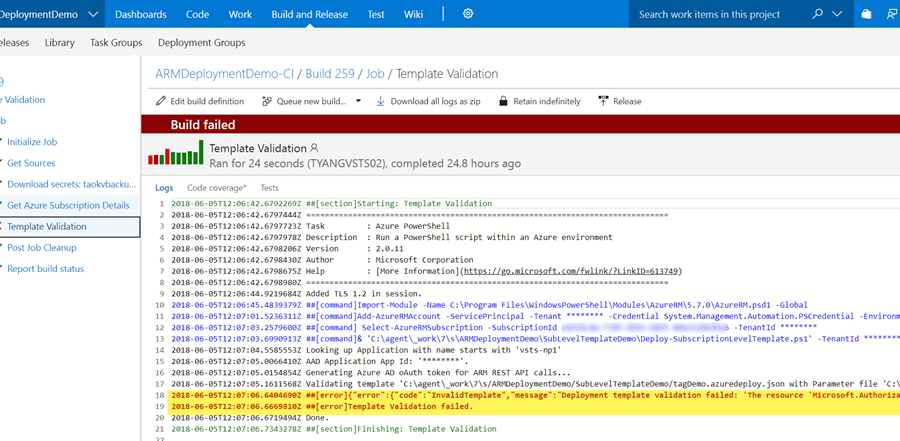 DeploymentDemo Dashboards Code Work Build and Release Test Wiki Search work items in this project
eleases Library Task Groups Deployment Groups
9
e Validation
ob
Initialize Job
Get Sources
Download secrets: taokvbacku...
Get Azure Subscription Details
Template Validation
Post Job Cleanup
Report build status
ARMDeploymentDemo-CI / Build 259 / Job / Template Validation
Edit build definition Queue new build... Download all logs as zip Retain indefinitely Release
Build failed
Template Validation
Ran for 24 seconds (TYANGVSTS02), completed 24.8 hours ago
Logs Code coverage* Tests
1 2018-06-05T12:06:42.6792269Z ##[section]Starting: Template Validation
2 2018-06-05T12:06:42.6797444Z ==============================================================================
3 2018-06-05T12:06:42.6797723Z Task : Azure PowerShell
4 2018-06-05T12:06:42.6797978Z Description : Run a PowerShell script within an Azure environment
5 2018-06-05T12:06:42.6798206Z Version : 2.0.11
6 2018-06-05T12:06:42.6798430Z Author : Microsoft Corporation
7 2018-06-05T12:06:42.6798675Z Help : [More Information](https://go.microsoft.com/fwlink/?LinkID=613749)
8 2018-06-05T12:06:42.6798980Z ==============================================================================
9 2018-06-05T12:06:44.9219684Z Added TLS 1.2 in session.
10 2018-06-05T12:06:45.4839379Z ##[command]Import-Module -Name C:\Program Files\WindowsPowerShell\Modules\AzureRM\5.7.0\AzureRM.psd1 -Global
11 2018-06-05T12:07:01.5236311Z ##[command]Add-AzureRMAccount -ServicePrincipal -Tenant ******** -Credential System.Management.Automation.PSCredential -Environm
12 2018-06-05T12:07:03.2579600Z ##[command] Select-AzureRMSubscription -SubscriptionId -TenantId ********
13 2018-06-05T12:07:03.6990913Z ##[command]& 'C:\agent\_work\7\s\ARMDeploymentDemo\SubLevelTemplateDemo\Deploy-SubscriptionLevelTemplate.ps1' -TenantId ********
14 2018-06-05T12:07:04.5585553Z Looking up Application with name starts with 'vsts-np1'
15 2018-06-05T12:07:05.0066410Z AAD Application App Id: '********'.
16 2018-06-05T12:07:05.0154854Z Generating Azure AD OAuth token for ARM REST API calls...
17 2018-06-05T12:07:05.1611568Z Validating template 'C:\agent\_work\7\s/ARMDeploymentDemo/SubLevelTemplateDemo/tagDemo.azuredeploy.json with Parameter file 'C:\
18 2018-06-05T12:07:06.6404690Z ##[error]{"error":{"code":"InvalidTemplate","message":"Deployment template validation failed: 'The resource 'Microsoft.Authoriza
19 2018-06-05T12:07:06.6669810Z ##[error]Template Validation failed.
20 2018-06-05T12:07:06.6719494Z Done.
21 2018-06-05T12:07:06.7343278Z ##[section]Finishing: Template Validation
22